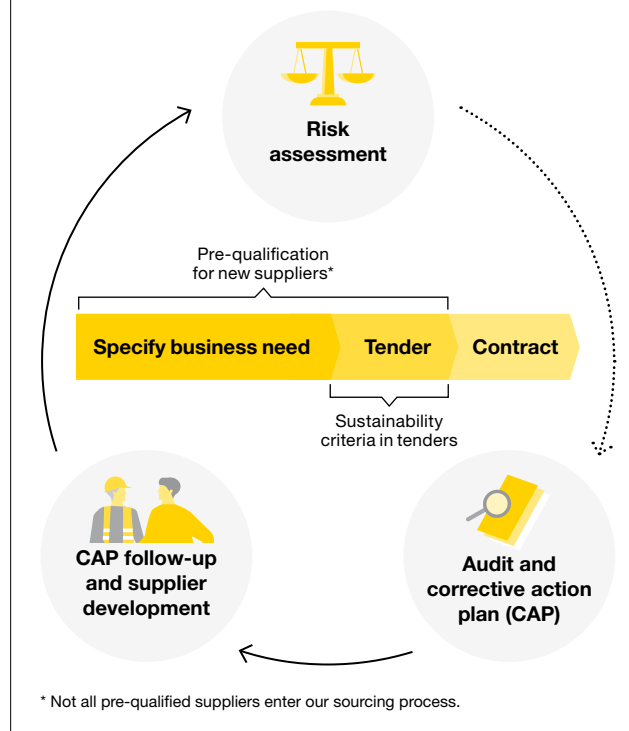 Risk
assessment
Pre-qualification
for new suppliers*
Specify business need
Tender
Contract
Sustainability
criteria in tenders
CAP follow-up
and supplier
development
Audit and
corrective action
plan (CAP)
* Not all pre-qualified suppliers enter our sourcing process.